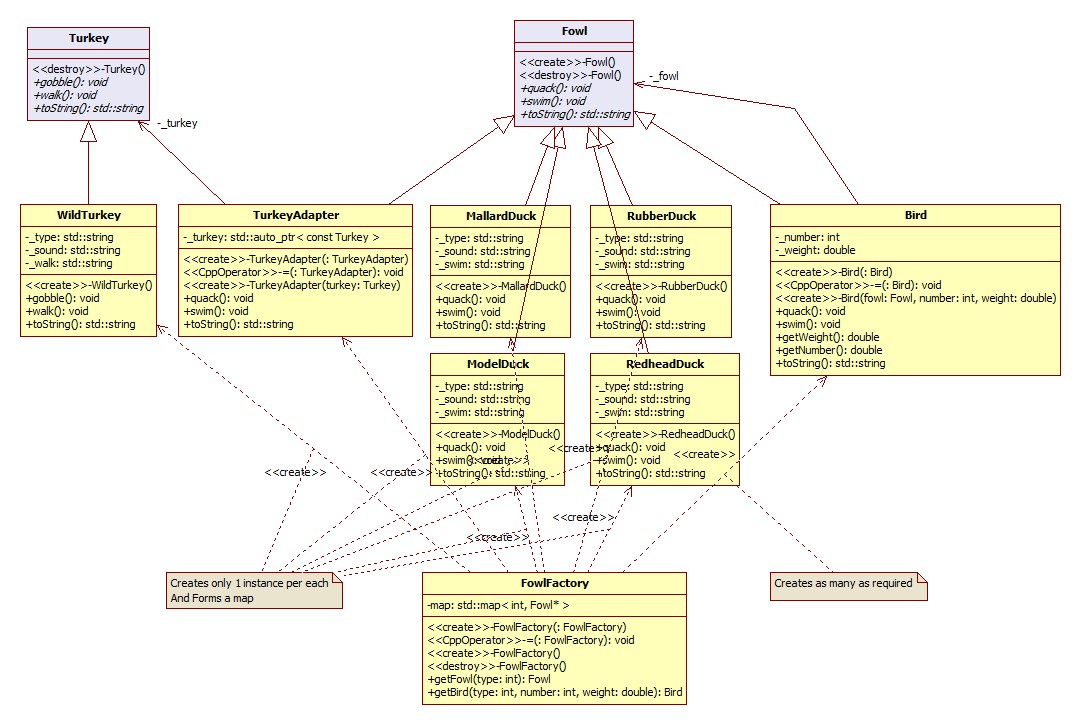 Turkey
<<destroy>>-Turkey()
+gobble(): void
+walk(): void
+toString(): std::string
Fowl
<<create>>-Fowl()
<<destroy>>-Fowl()
+quack(): void
+swim(): void
+toString(): std::string
-_fowl
-_turkey
WildTurkey
-_type: std::string
-_sound: std::string
-_walk: std::string
<<create>>-WildTurkey()
+gobble(): void
+walk(): void
+toString(): std::string
TurkeyAdapter
-_turkey: std::auto_ptr< const Turkey >
<<create>>-TurkeyAdapter(: TurkeyAdapter)
<<CppOperator>>-=(: TurkeyAdapter): void
<<create>>-TurkeyAdapter(turkey: Turkey)
+quack(): void
+swim(): void
+toString(): std::string
MallardDuck
-_type: std::string
-_sound: std::string
-_swim: std::string
<<create>>-MallardDuck()
+quack(): void
+swim(): void
+toString(): std::string
RubberDuck
-_type: std::string
-_sound: std::string
-_swim: std::string
<<create>>-RubberDuck()
+quack(): void
+swim(): void
+toString(): std::string
Bird
-_number: int
-_weight: double
<<create>>-Bird(: Bird)
<<CppOperator>>-=(: Bird): void
<<create>>-Bird(fowl: Fowl, number: int, weight: double)
+quack(): void
+swim(): void
+getWeight(): double
+getNumber(): double
+toString(): std::string
ModelDuck
-_type: std::string
-_sound: std::string
-_swim: std::string
<<create>>-ModelDuck()
+quack(): void
+swim(): void
+toString(): std::string
RedheadDuck
-_type: std::string
-_sound: std::string
-_swim: std::string
<<create>>-RedheadDuck()
+quack(): void
+swim(): void
+toString(): std::string
<<create>>
<<create>>
<<create>>
<<create>>
<<create>>
<<create>>
<<create>>
Creates only 1 instance per each
And Forms a map
FowlFactory
-map: std::map< int, Fowl* >
<<create>>-FowlFactory(: FowlFactory)
<<CppOperator>>-=(: FowlFactory): void
<<create>>-FowlFactory()
<<destroy>>-FowlFactory()
+getFowl(type: int): Fowl
+getBird(type: int, number: int, weight: double): Bird
Creates as many as required